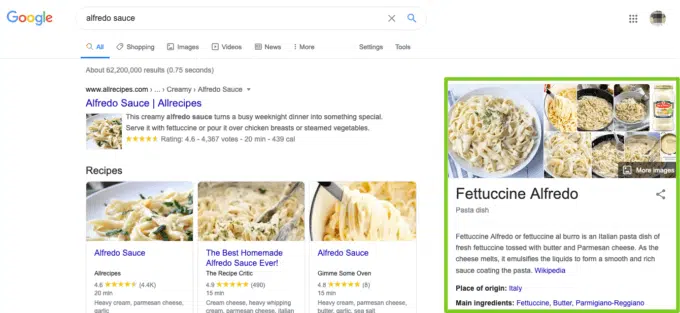 Google
alfredo sauce
All
Shopping
Images
Videos
News
More
Settings
Tools
About 62,200,000 results (0.75 seconds)
www.allrecipes.com › ... › Creamy › Alfredo Sauce
Alfredo Sauce | Allrecipes
This creamy alfredo sauce turns a busy weeknight dinner into something special.
Serve it with fettuccine or pour it over chicken breasts or steamed vegetables.
Rating: 4.6 - 4,367 votes - 20 min - 439 cal
Recipes
Alfredo Sauce
Allrecipes
4.6 (4.4K)
20 min
Heavy cream, parmesan cheese,
garlic
The Best Homemade
Alfredo Sauce Ever!
The Recipe Critic
4.9 (490)
15 min
Cream cheese, heavy whipping
cream, parmesan cheese, italian
Alfredo Sauce
Gimme Some Oven
4.9 (8)
15 min
Heavy cream, parmesan cheese,
butter, garlic, sea salt
More images
Fettuccine Alfredo
Pasta dish
Fettuccine Alfredo or fettuccine al burro is an Italian pasta dish of
fresh fettuccine tossed with butter and Parmesan cheese. As the
cheese melts, it emulsifies the liquids to form a smooth and rich
sauce coating the pasta. Wikipedia
Place of origin: Italy
Main ingredients: Fettuccine, Butter, Parmigiano-Reggiano